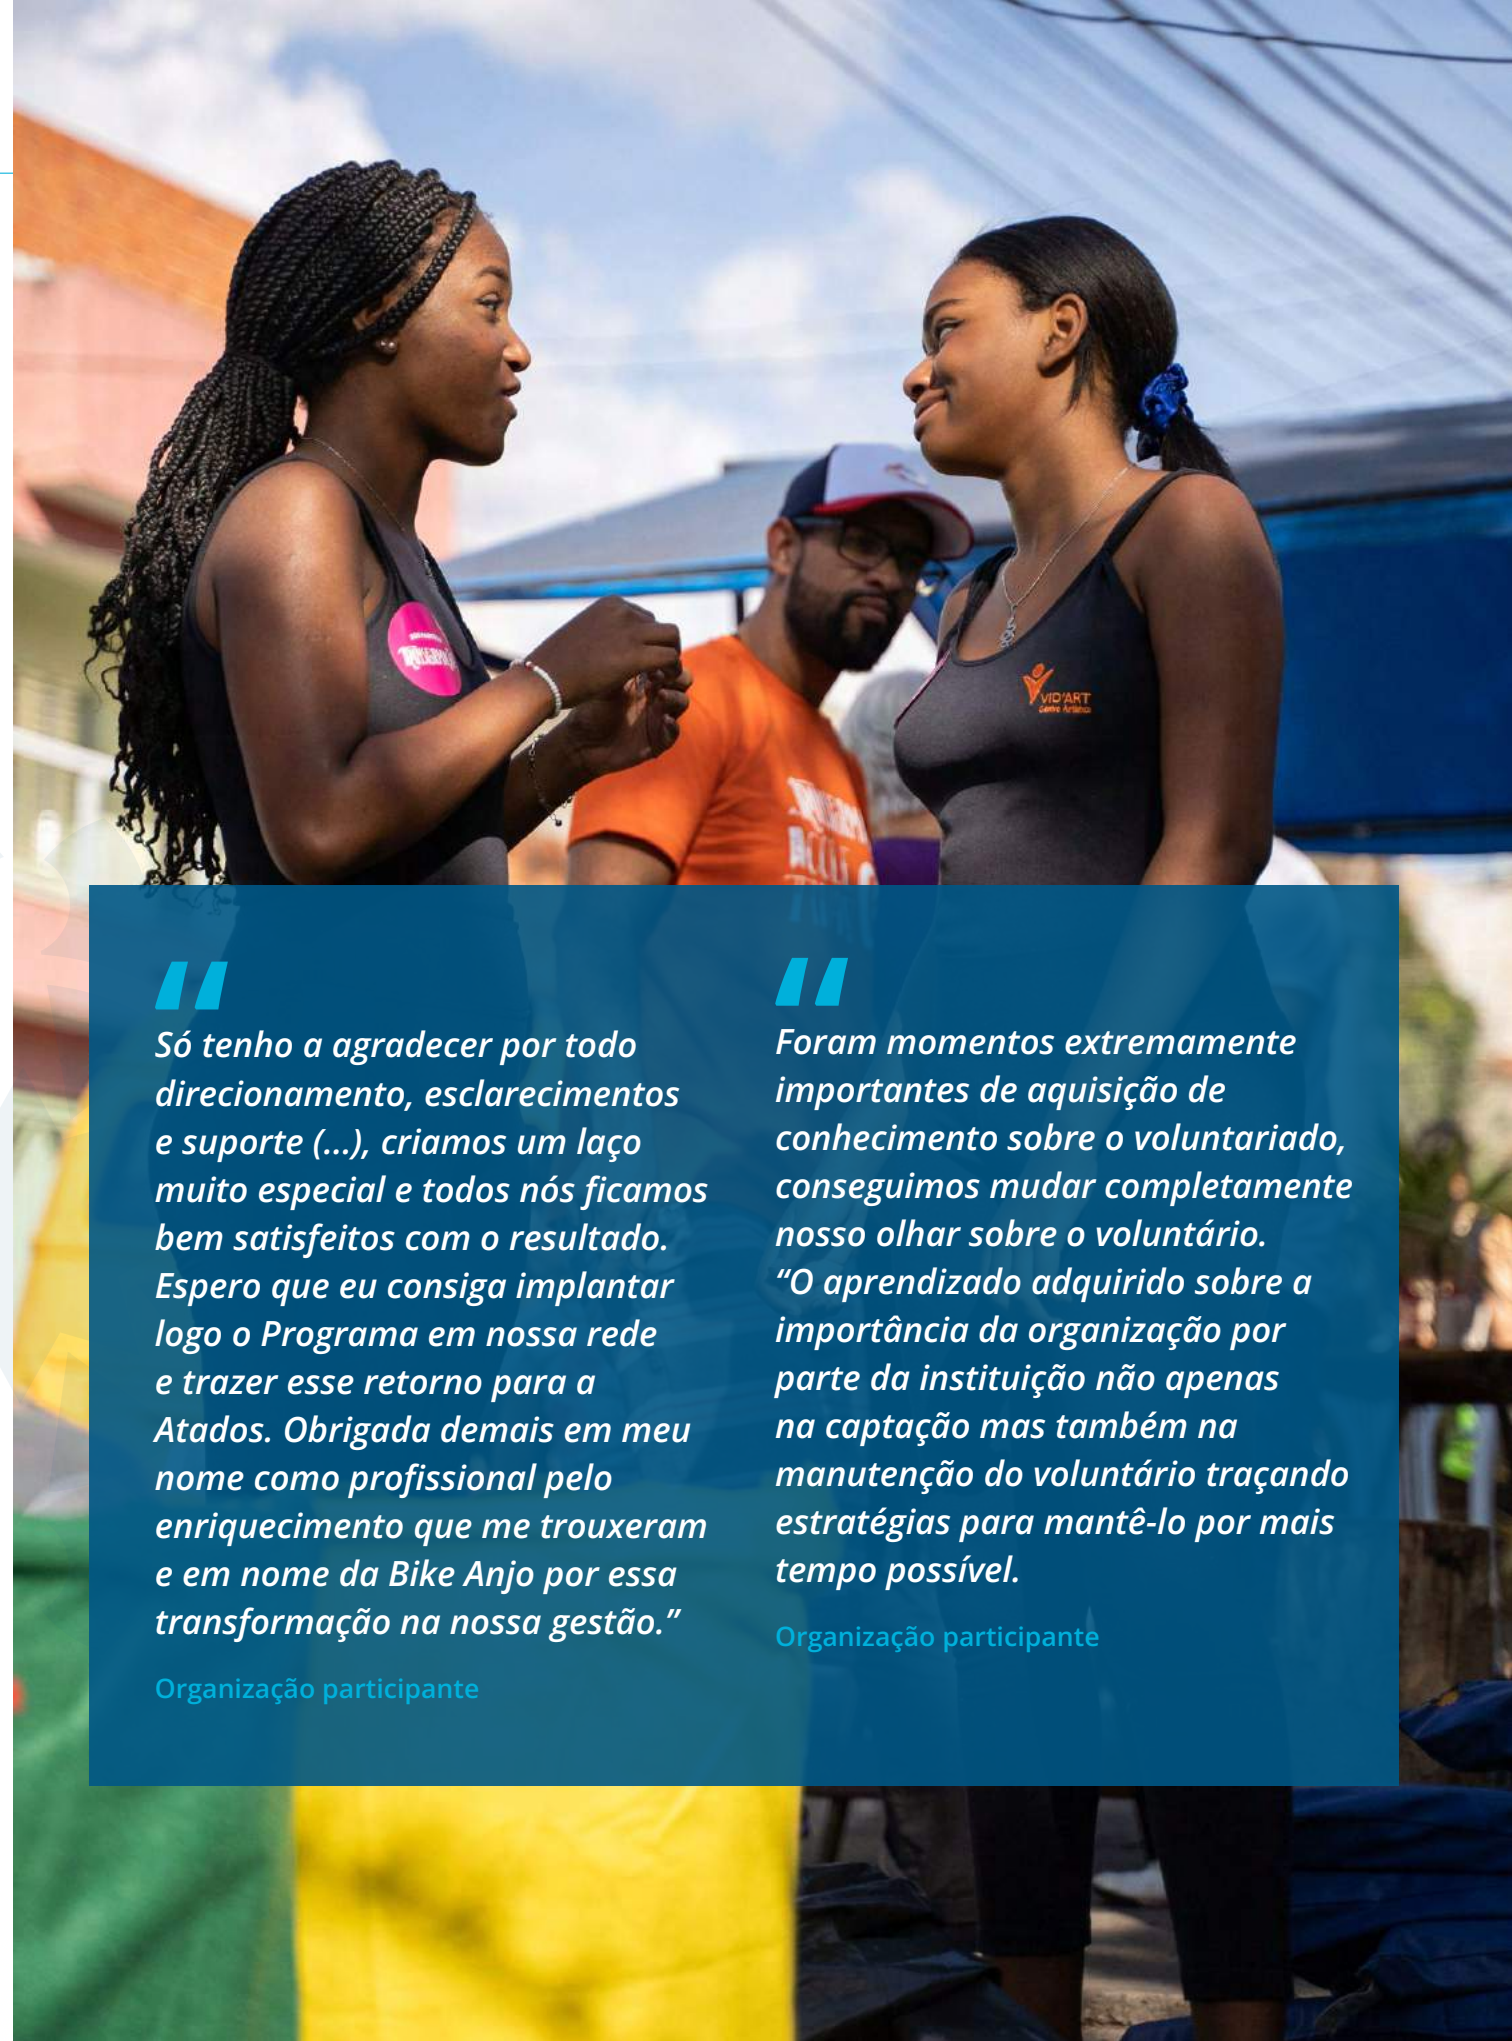 VID'ART
“
Só tenho a agradecer por todo
direcionamento, esclarecimentos
e suporte (...), criamos um laço
muito especial e todos nós ficamos
bem satisfeitos com o resultado.
Espero que eu consiga implantar
logo o Programa em nossa rede
e trazer esse retorno para a
Atados. Obrigada demais em meu
nome como profissional pelo
enriquecimento que me trouxeram
e em nome da Bike Anjo por essa
transformação na nossa gestão.”
Organização participante
“
Foram momentos extremamente
importantes de aquisição de
conhecimento sobre o voluntariado,
conseguimos mudar completamente
nosso olhar sobre o voluntário.
“O aprendizado adquirido sobre a
importância da organização por
parte da instituição não apenas
na captação mas também na
manutenção do voluntário traçando
estratégias para mantê-lo por mais
tempo possível.
Organização participante